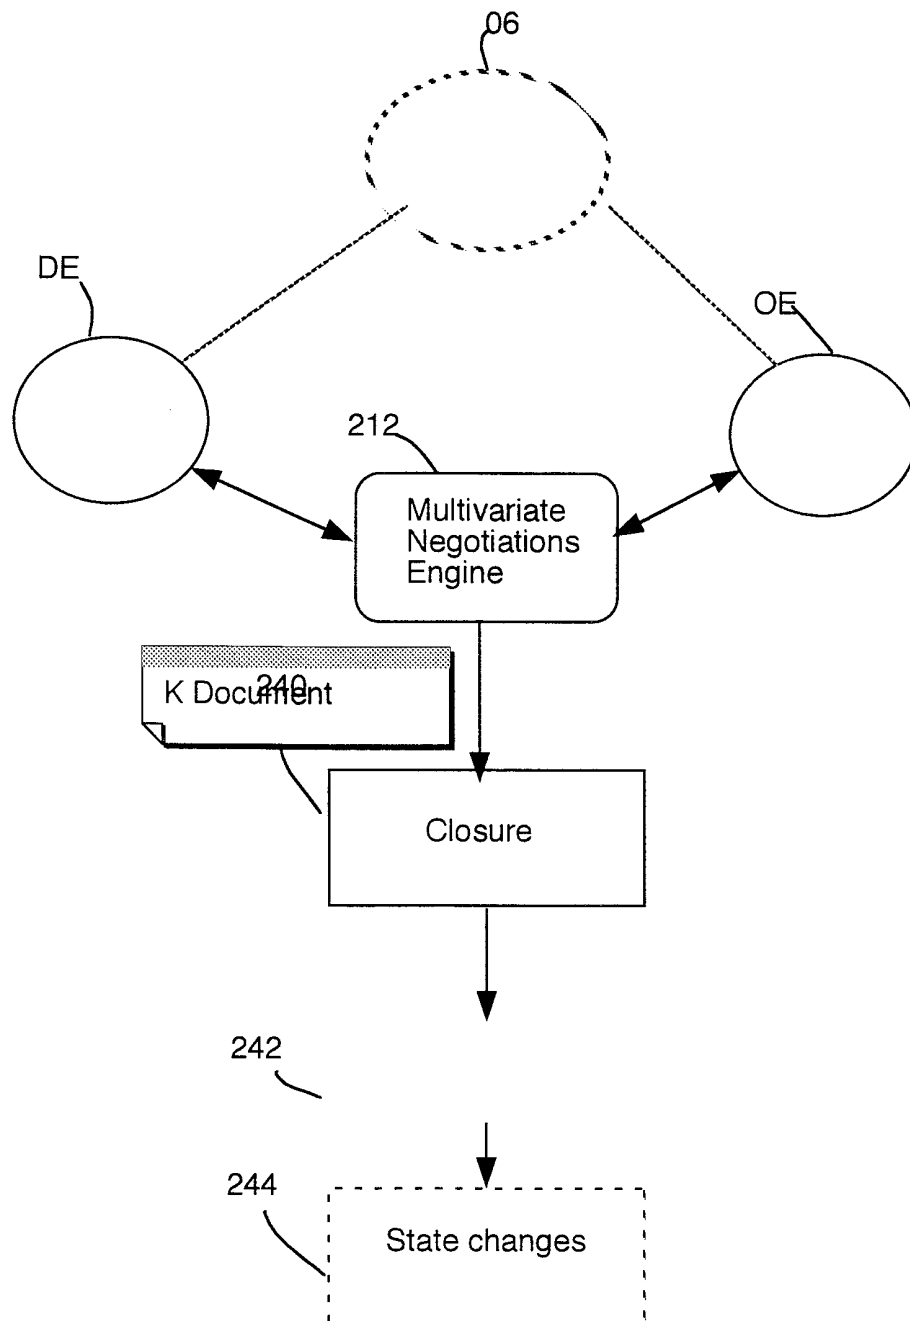 06
DE
OE
212
Multivariate
Negotiations
Engine
240
K Document
Closure
242
244
State changes